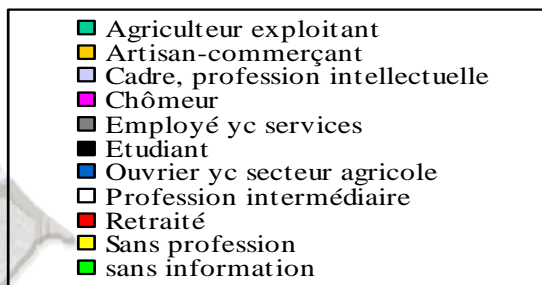 Agriculteur exploitant
Artisan-commerçant
Cadre, profession intellectuelle
Chômeur
Employé yc services
Etudiant
Ouvrier yc secteur agricole
Profession intermédiaire
Retraité
Sans profession
sans information